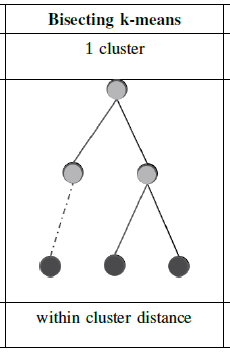 Bisecting k-means
1 cluster
within cluster distance